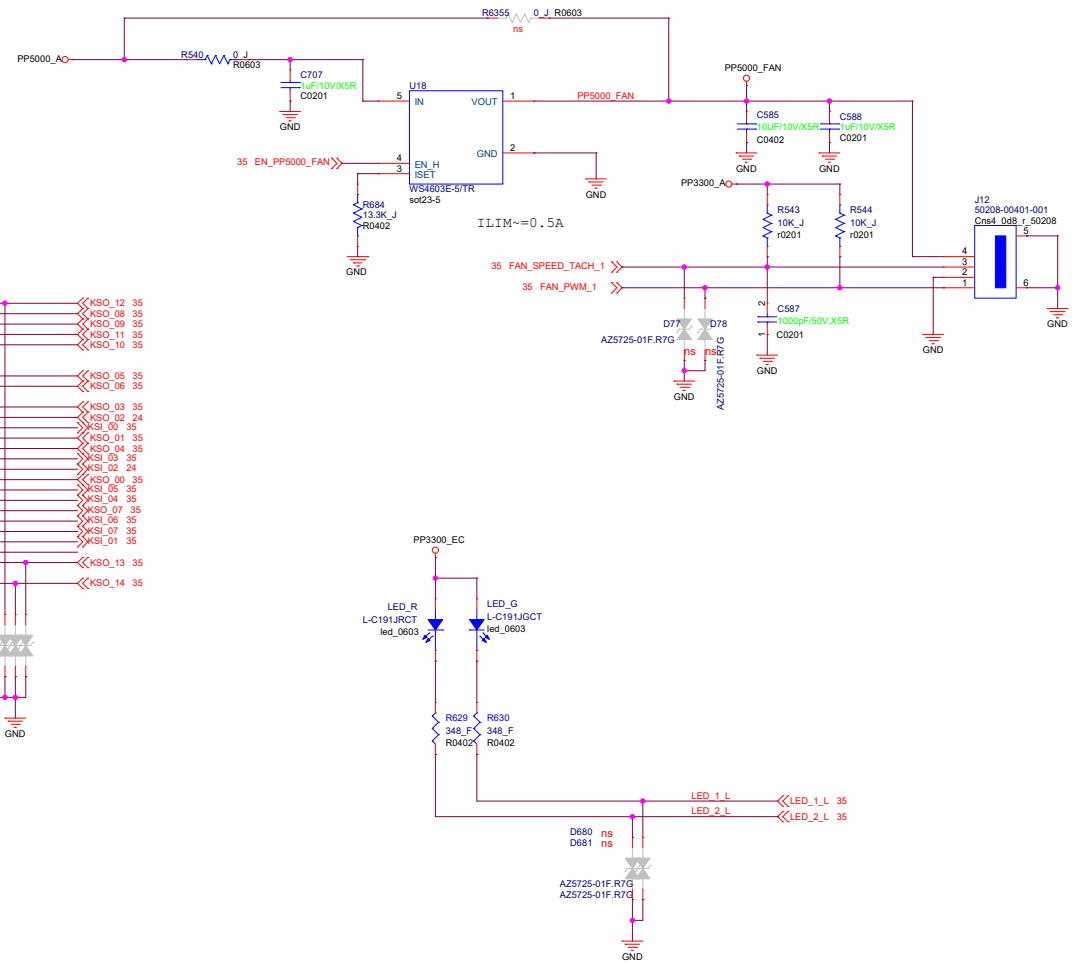 R6355 0_J R0603
ns
PP5000_A
R540 0_J
R0603
C707
1uF/10V/X5R
C0201
GND
U18
5 IN VOUT 1
PP5000_FAN
GND 2
35 EN_PP5000_FAN
4 EN_H
3 ISET
WS4603E-5/TR
sot23-5
R684
13.3K_J
R0402
GND
GND
ILIM~=0.5A
PP5000_FAN
C585
10UF/10V/X5R
C0402
GND
C588
1uF/10V/X5R
C0201
GND
PP3300_A
R543
10K_J
r0201
R544
10K_J
r0201
J12
50208-00401-001
Cns4_0d8_r_50208
5
4
3
2
1
6
GND
GND
35 FAN_SPEED_TACH_1
35 FAN_PWM_1
D77
D78
AZ5725-01F.R7G
ns
ns
AZ5725-01F.R7G
GND
2
C587
1000pF/50V,X5R
1
C0201
GND
KSO_12 35
KSO_08 35
KSO_09 35
KSO_11 35
KSO_10 35
KSO_05 35
KSO_06 35
KSO_03 35
KSO_02 24
KSI_00 35
KSO_01 35
KSO_04 35
KSI_03 35
KSI_02 24
KSO_00 35
KSI_05 35
KSI_04 35
KSO_07 35
KSI_06 35
KSI_07 35
KSI_01 35
KSO_13 35
KSO_14 35
GND
PP3300_EC
LED_R
L-C191JRCT
led_0603
LED_G
L-C191JGCT
led_0603
R629
348_F
R0402
R630
348_F
R0402
LED_1_L
LED_1_L 35
LED_2_L
LED_2_L 35
D680 ns
D681 ns
AZ5725-01F.R7G
AZ5725-01F.R7G
GND